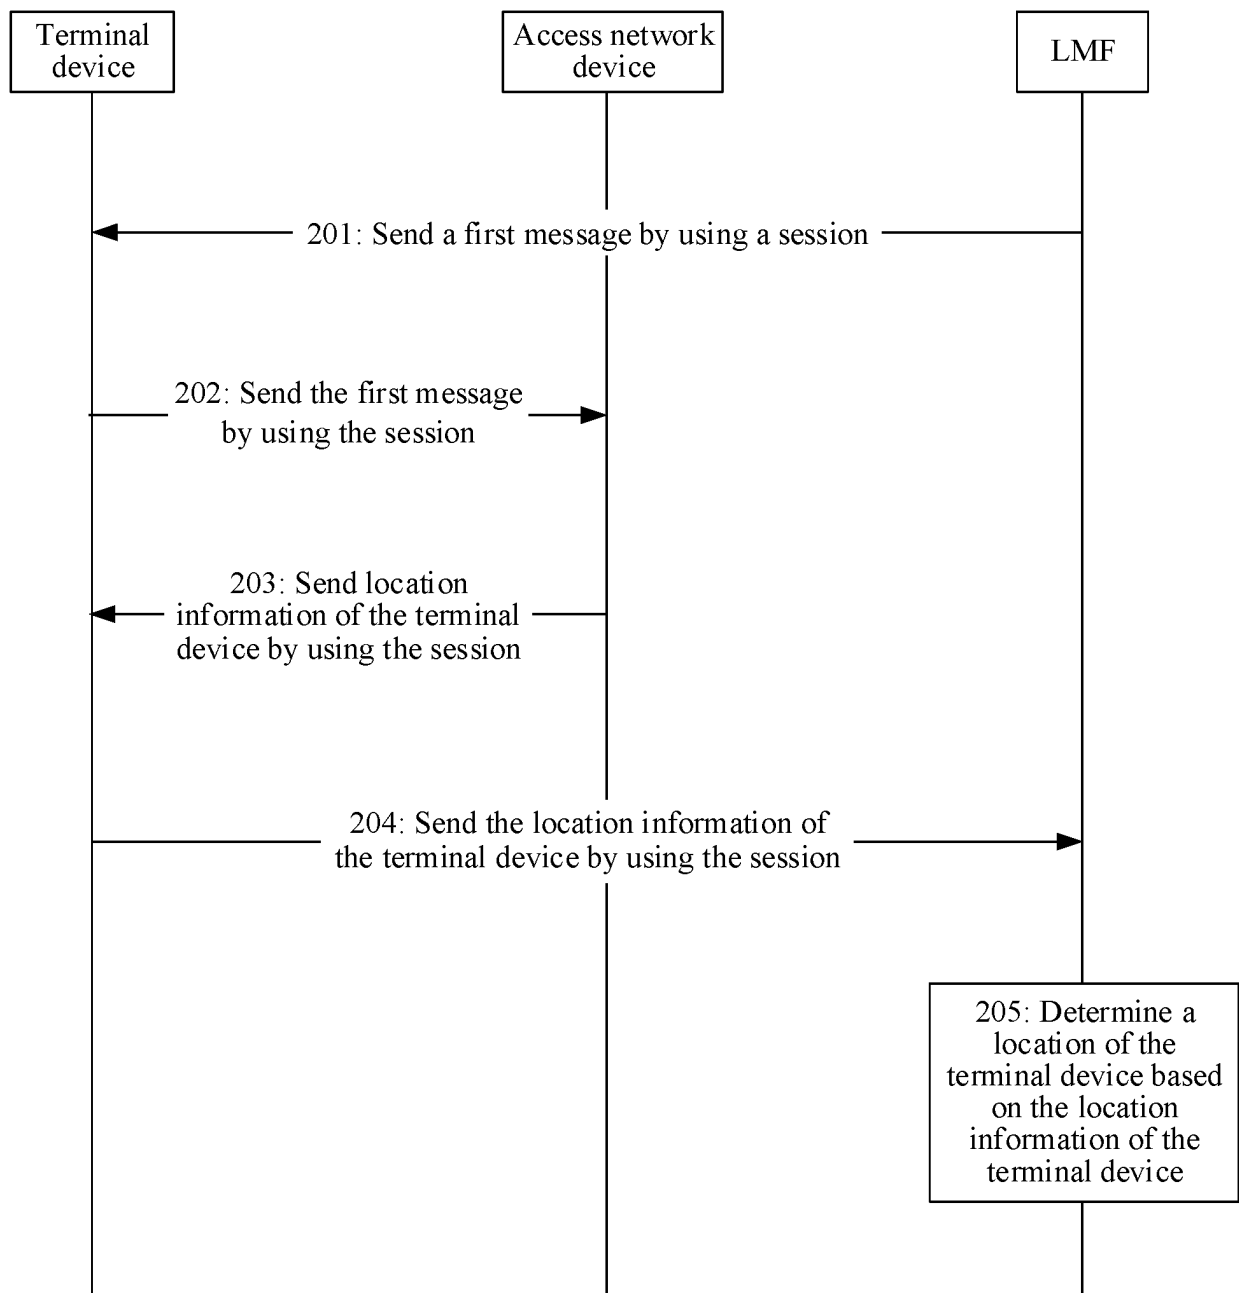 Terminal
device
Access network
device
LMF
201: Send a first message by using a session
202: Send the first message
by using the session
203: Send location
information of the terminal
device by using the session
204: Send the location information of
the terminal device by using the session
205: Determine a
location of the
terminal device based
on the location
information of the
terminal device